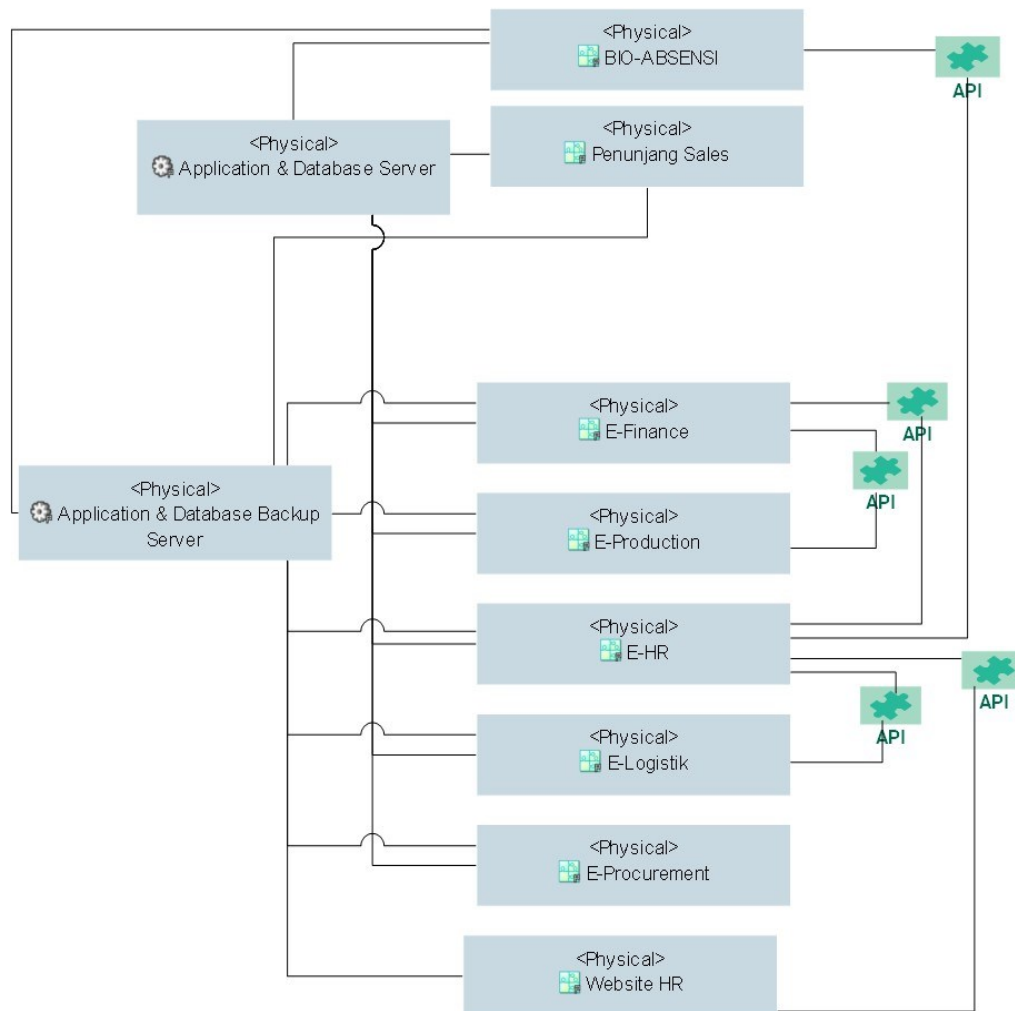 <Physical>
BIO-ABSENSI
API
<Physical>
Application & Database Server
<Physical>
Penunjang Sales
<Physical>
E-Finance
API
API
<Physical>
Application & Database Backup
Server
<Physical>
E-Production
<Physical>
E-HR
API
API
<Physical>
E-Logistik
<Physical>
E-Procurement
<Physical>
Website HR